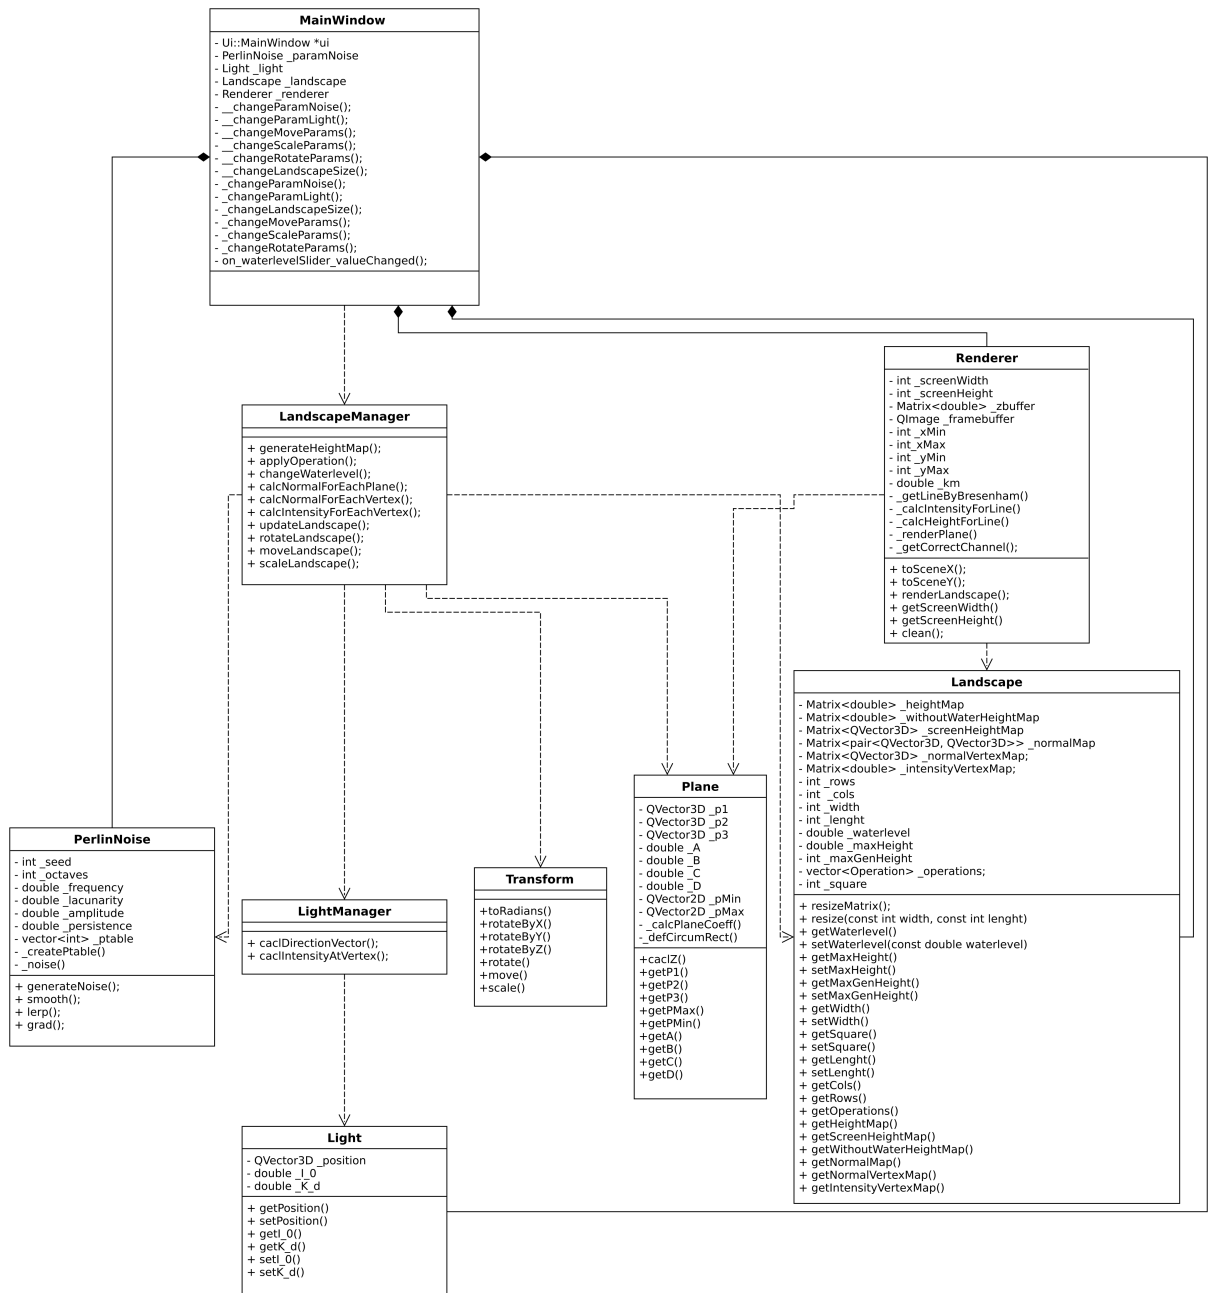 MainWindow
- Ui::MainWindow *ui
- PerlinNoise _paramNoise
- Light _light
- Landscape _landscape
- Renderer _renderer
- __changeParamNoise();
- __changeParamLight();
- __changeMoveParams();
- __changeScaleParams();
- __changeRotateParams();
- __changeLandscapeSize();
- _changeParamNoise();
- _changeParamLight();
- _changeLandscapeSize();
- _changeMoveParams();
- _changeScaleParams();
- _changeRotateParams();
- on_waterlevelSlider_valueChanged();
Renderer
- int _screenWidth
- int _screenHeight
- Matrix<double> _zbuffer
- QImage _framebuffer
- int _xMin
- int_xMax
- int _yMin
- int _yMax
- double _km
- _getLineByBresenham()
- _calcIntensityForLine()
- _calcHeightForLine()
- _renderPlane()
- _getCorrectChannel();
+ toSceneX();
+ toSceneY();
+ renderLandscape();
+ getScreenWidth()
+ getScreenHeight()
+ clean();
LandscapeManager
+ generateHeightMap();
+ applyOperation();
+ changeWaterlevel();
+ calcNormalForEachPlane();
+ calcNormalForEachVertex();
+ calcIntensityForEachVertex();
+ updateLandscape();
+ rotateLandscape();
+ moveLandscape();
+ scaleLandscape;
Landscape
- Matrix<double> _heightMap
- Matrix<double> _withoutWaterHeightMap
- Matrix<QVector3D> _screenHeightMap
- Matrix<pair<QVector3D, QVector3D>> _normalMap
- Matrix<QVector3D> _normalVertexMap;
- Matrix<double> _intensityVertexMap;
- int _rows
- int _cols
- int _width
- int _lenght
- double _waterlevel
- double _maxHeight
- int _maxGenHeight
- vector<Operation> _operations;
- int _square
+ resizeMatrix();
+ resize(const int width, const int lenght)
+ getWaterlevel()
+ setWaterlevel(const double waterlevel)
+ getMaxHeight()
+ setMaxHeight()
+ getMaxGenHeight()
+ setMaxGenHeight()
+ getWidth()
+ setWidth()
+ getSquare()
+ setSquare()
+ getLenght()
+ setLenght()
+ getCols()
+ getRows()
+ getOperations()
+ getHeightMap()
+ getScreenHeightMap()
+ getWithoutWaterHeightMap()
+ getNormalMap()
+ getNormalVertexMap()
+ getIntensityVertexMap()
Plane
- QVector3D _p1
- QVector3D _p2
- QVector3D _p3
- double _A
- double _B
- double _C
- double _D
- QVector2D _pMin
- QVector2D _pMax
- _calcPlaneCoeff()
-_defCircumRect()
+caclZ()
+getP1()
+getP2()
+getP3()
+getPMax()
+getPMin()
+getA()
+getB()
+getC()
+getD()
PerlinNoise
- int _seed
- int _octaves
- double _frequency
- double _lacunarity
- double _amplitude
- double _persistence
- vector<int> _ptable
- _createPtable()
- _noise()
+ generateNoise();
+ smooth();
+ lerp();
+ grad();
Transform
+toRadians()
+rotateByX()
+rotateByY()
+rotateByZ()
+rotate()
+move()
+scale()
LightManager
+ caclDirectionVector();
+ caclIntensityAtVertex();
Light
- QVector3D _position
- double _I_0
- double _K_d
+ getPosition()
+ setPosition()
+ getI_0()
+ getK_d()
+ setI_0()
+ setK_d()